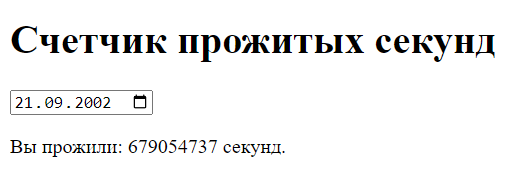 Счетчик прожитых секунд
21.09.2002
Вы прожили: 679054737 секунд.